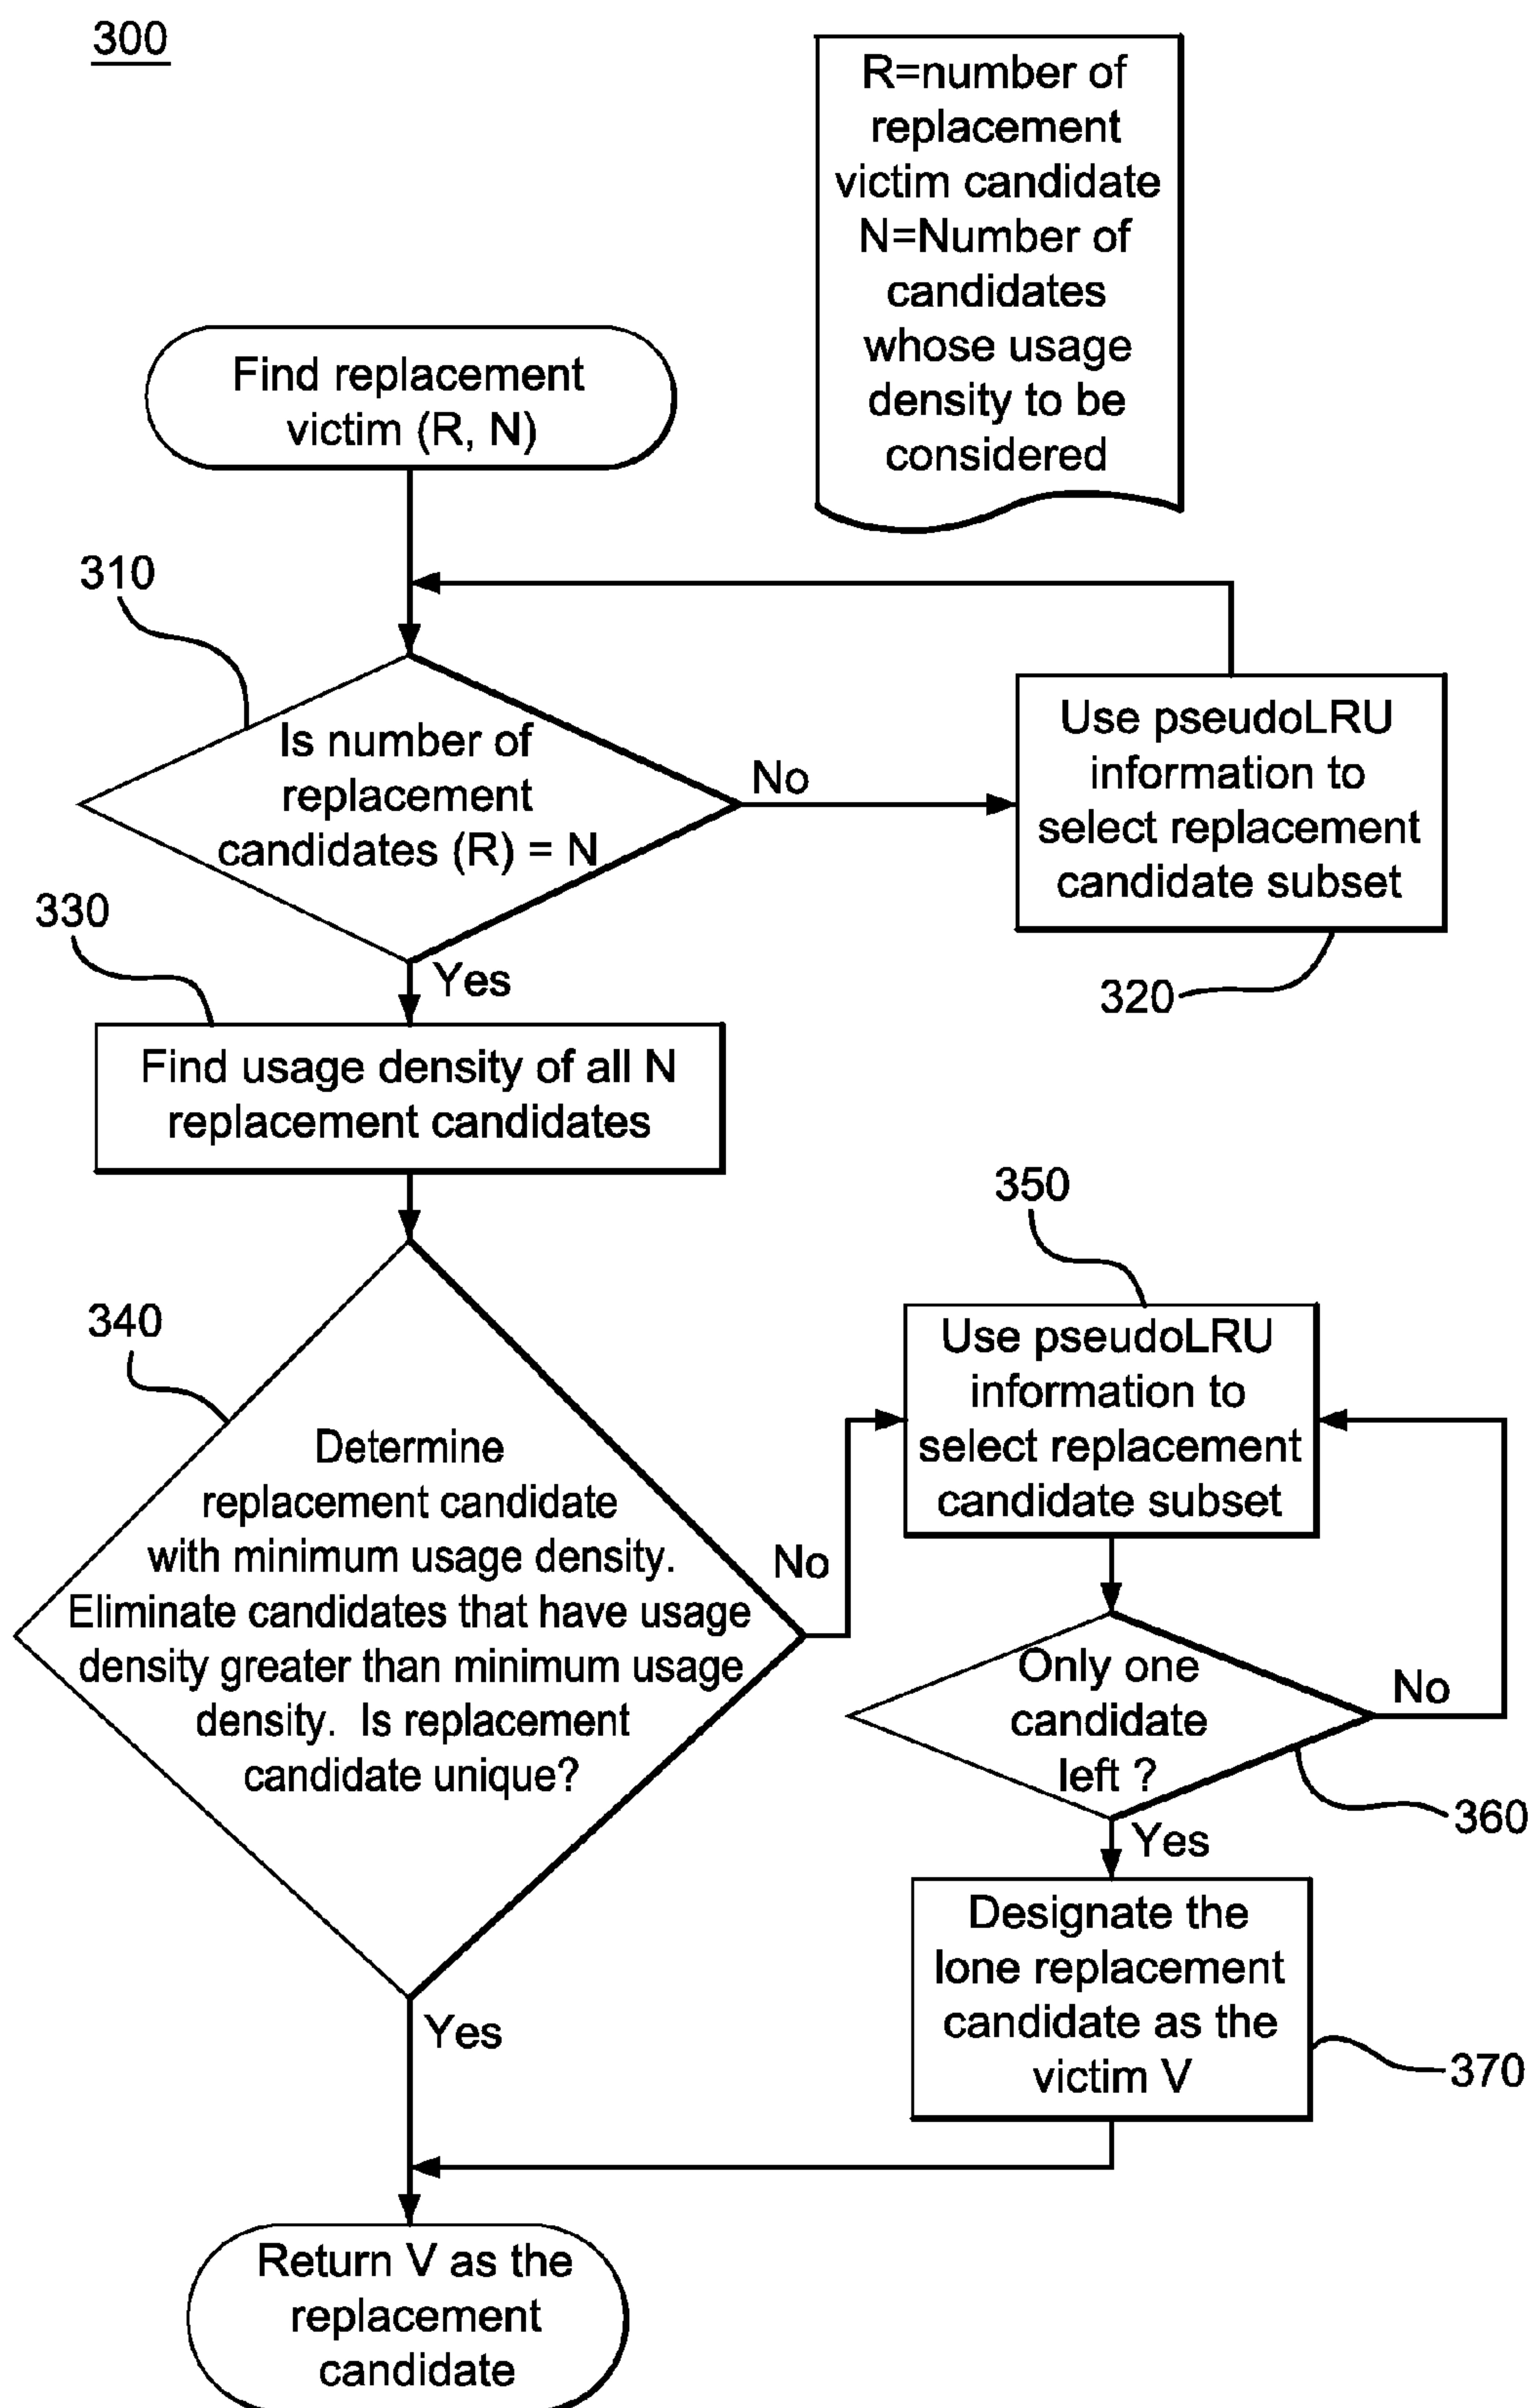 300
R=number of
replacement
victim candidate
N=Number of
candidates
whose usage
density to be
considered
Find replacement
victim (R, N)
310
Is number of
replacement
candidates (R) = N
No
Use pseudoLRU
information to
select replacement
candidate subset
320
Yes
330
Find usage density of all N
replacement candidates
340
Determine
replacement candidate
with minimum usage density.
Eliminate candidates that have usage
density greater than minimum usage
density. Is replacement
candidate unique?
No
350
Use pseudoLRU
information to
select replacement
candidate subset
Only one
candidate
left ?
No
360
Yes
Designate the
lone replacement
candidate as the
victim V
370
Yes
Return V as the
replacement
candidate